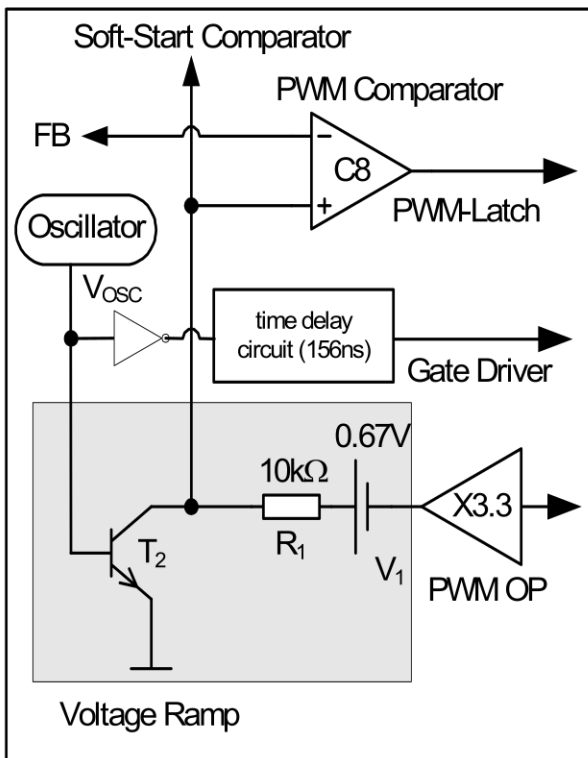 Soft-Start Comparator
PWM Comparator
FB
C8
PWM-Latch
Oscillator
VOSC
time delay
circuit (156ns)
Gate Driver
0.67V
10kΩ
X3.3
T2
R1
V1
PWM OP
Voltage Ramp